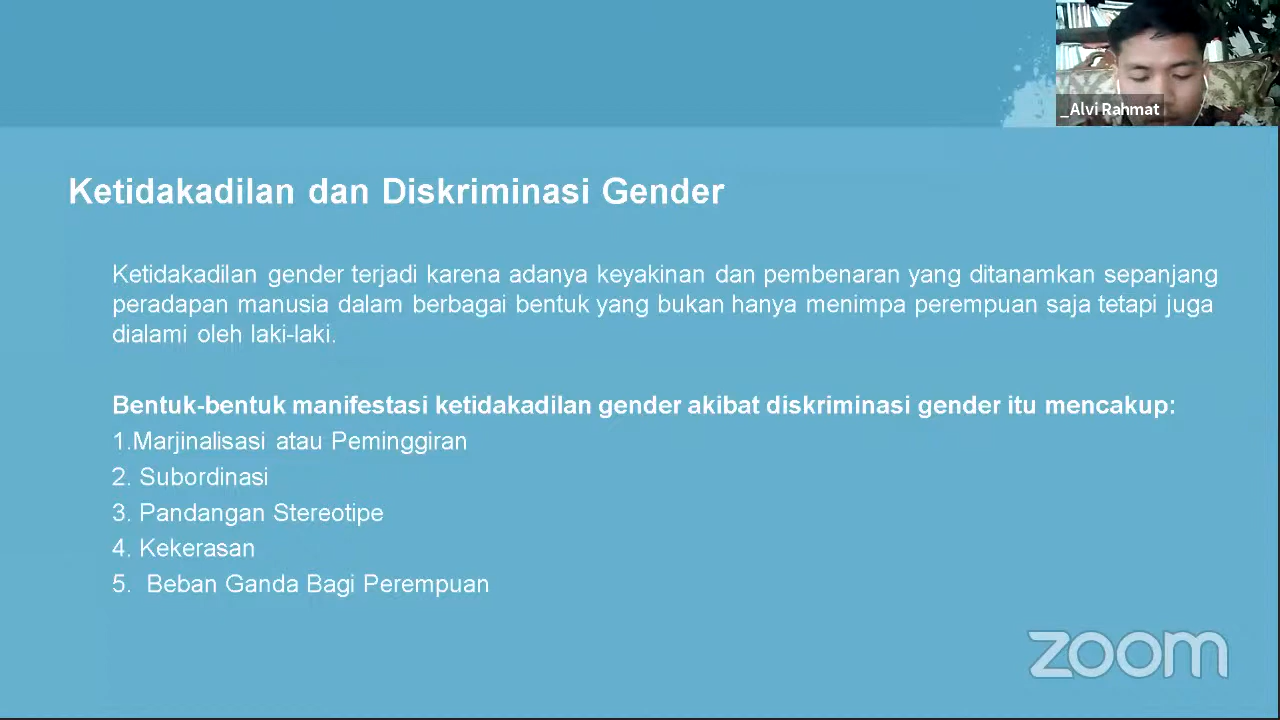 _Alvi Rahmat
Ketidakadilan dan Diskriminasi Gender
Ketidakadilan gender terjadi karena adanya keyakinan dan pembenaran yang ditanamkan sepanjang
peradapan manusia dalam berbagai bentuk yang bukan hanya menimpa perempuan saja tetapi juga
dialami oleh laki-laki.
Bentuk-bentuk manifestasi ketidakadilan gender akibat diskriminasi gender itu mencakup:
1.Marjinalisasi atau Peminggiran
2. Subordinasi
3. Pandangan Stereotipe
4. Kekerasan
5. Beban Ganda Bagi Perempuan
zoom